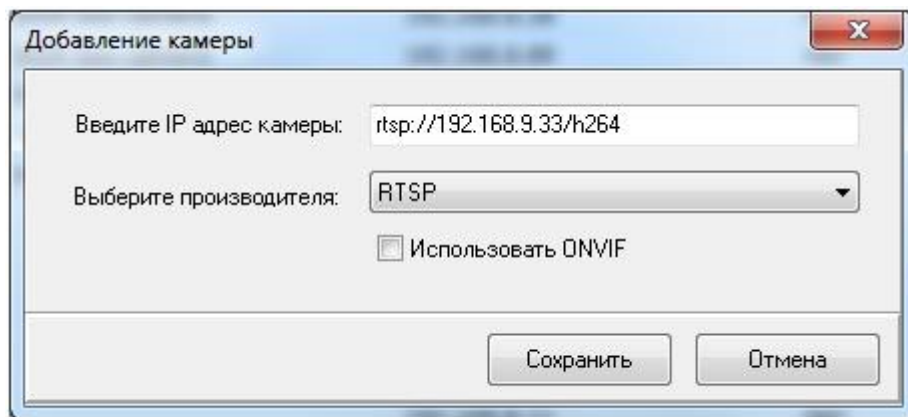 Добавление камеры
Введите IP адрес камеры: rtsp://192.168.9.33/h264
Выберите производителя: RTSP
Использовать ONVIF
Сохранить Отмена